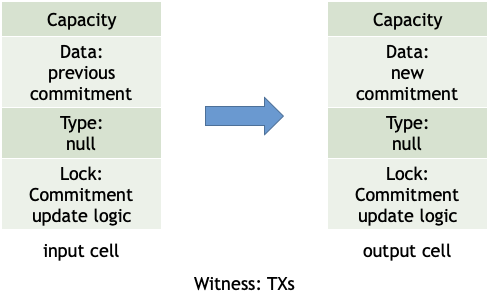 Capacity
Data:
previous
commitment
Type:
null
Lock:
Commitment
update logic
input cell
Capacity
Data:
new
commitment
Type:
null
Lock:
Commitment
update logic
output cell
Witness: TXs